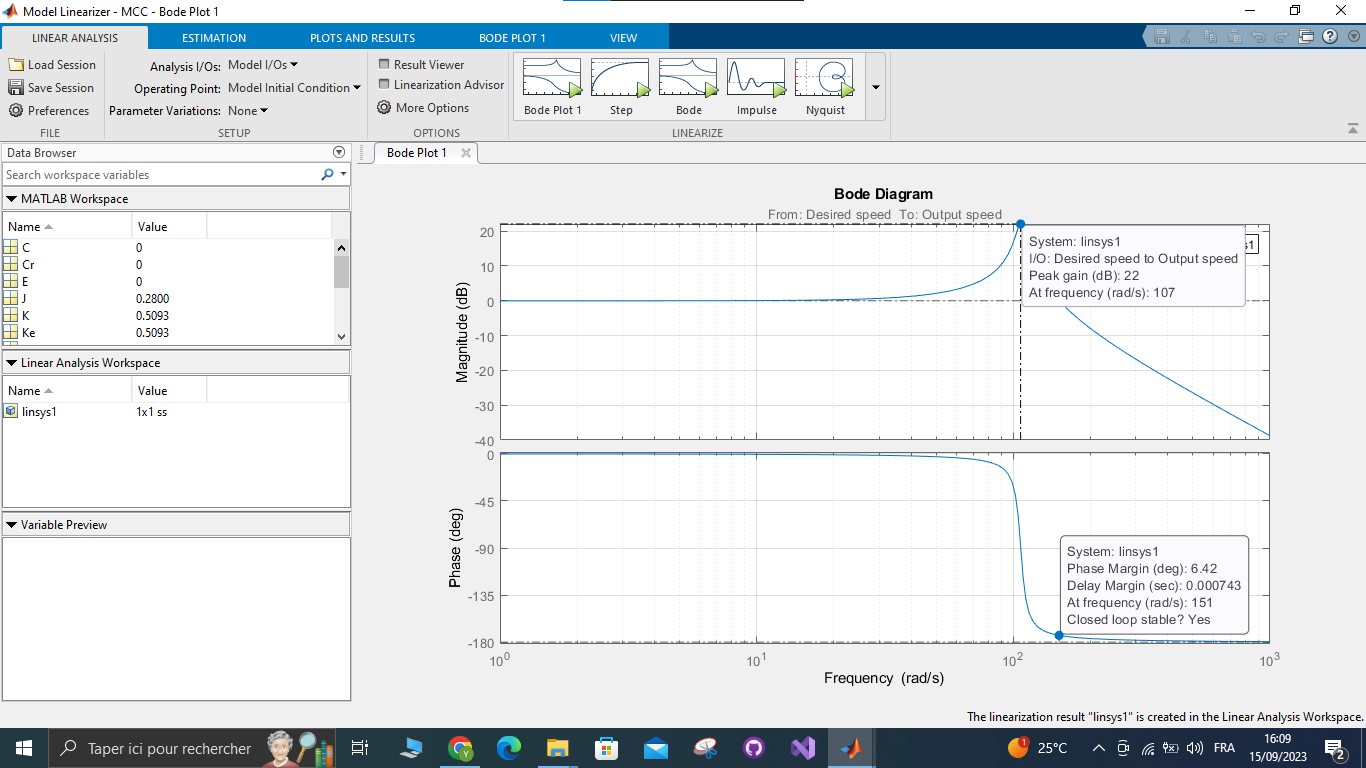 Model Linearizer - MCC - Bode Plot 1
LINEAR ANALYSIS ESTIMATION PLOTS AND RESULTS BODE PLOT 1 VIEW
Load Session
Save Session
Preferences
FILE
Analysis I/Os: Model I/Os
Operating Point: Model Initial Condition
Parameter Variations: None
SETUP
Result Viewer
Linearization Advisor
More Options
OPTIONS
Bode Plot 1 Step Bode Impulse Nyquist
LINEARIZE
Data Browser
Search workspace variables
MATLAB Workspace
Name Value
C 0
Cr 0
E 0
J 0.2800
K 0.5093
Ke 0.5093
Linear Analysis Workspace
Name Value
linsys1 1x1 ss
Variable Preview
Bode Plot 1
Bode Diagram
From: Desired speed To: Output speed
Magnitude (dB)
20
10
0
-10
-20
-30
-40
s1
System: linsys1
I/O: Desired speed to Output speed
Peak gain (dB): 22
At frequency (rad/s): 107
Phase (deg)
0
-45
-90
-135
-180
System: linsys1
Phase Margin (deg): 6.42
Delay Margin (sec): 0.000743
At frequency (rad/s): 151
Closed loop stable? Yes
10^0 10^1 10^2 10^3
Frequency (rad/s)
The linearization result "linsys1" is created in the Linear Analysis Workspace.
Taper ici pour rechercher
1
25°C
FRA
16:09
15/09/2023
2